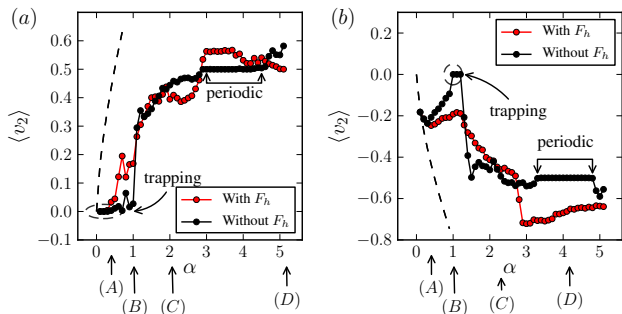 (a)
0.6
0.5
0.4
0.3
0.2
0.1
0.0
−0.1
⟨v₂⟩
periodic
trapping
With Fₕ
Without Fₕ
0 1 2 3 4 5
α
(A)
(B)
(C)
(D)
(b)
0.0
−0.2
−0.4
−0.6
−0.8
⟨v₂⟩
With Fₕ
Without Fₕ
trapping
periodic
0 1 2 3 4 5
α
(A)
(B)
(C)
(D)